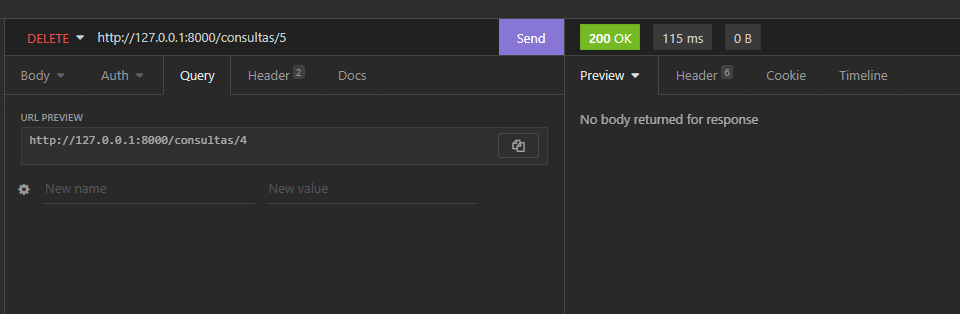 DELETE http://127.0.0.1:8000/consultas/5 Send 200 OK 115 ms 0 B
Body Auth Query Header 2 Docs Preview Header 6 Cookie Timeline
URL PREVIEW
http://127.0.0.1:8000/consultas/4
No body returned for response
New name New value